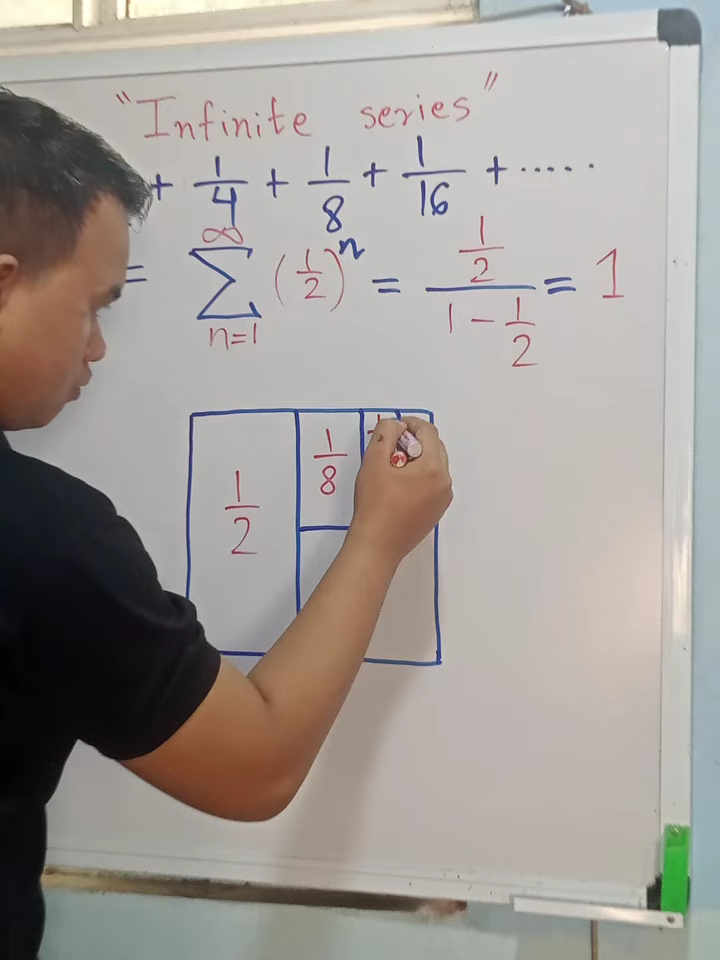 "Infinite series"
+ 1/4 + 1/8 + 1/16 + .....
= ∞∑n=1 (1/2)^n = (1/2)/(1 - 1/2) = 1
1/2 1/8